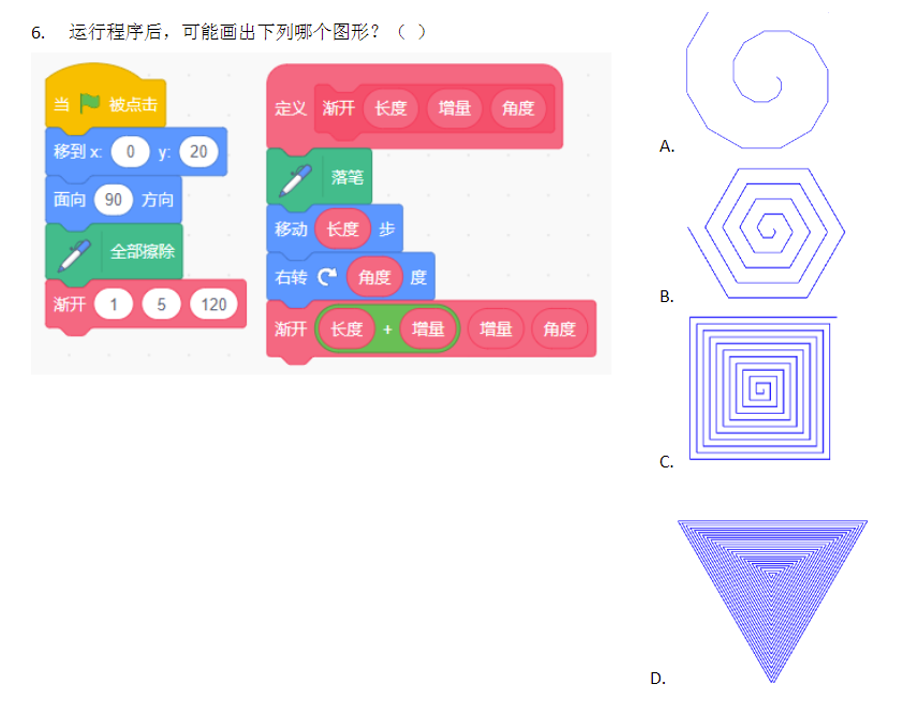 6. 运行程序后，可能画出下列哪个图形？（ ）
当 被点击
移到 x: 0 y: 20
面向 90 方向
全部擦除
渐开 1 5 120
定义 渐开 长度 增量 角度
落笔
移动 长度 步
右转 角度 度
渐开 长度 + 增量 增量 角度
A.
B.
C.
D.